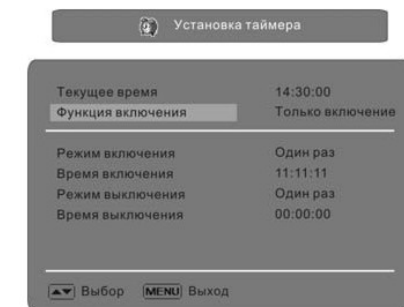 Установка таймера
Текущее время 14:30:00
Функция включения Только включение
Режим включения Один раз
Время включения 11:11:11
Режим выключения Один раз
Время выключения 00:00:00
Выбор MENU Выход